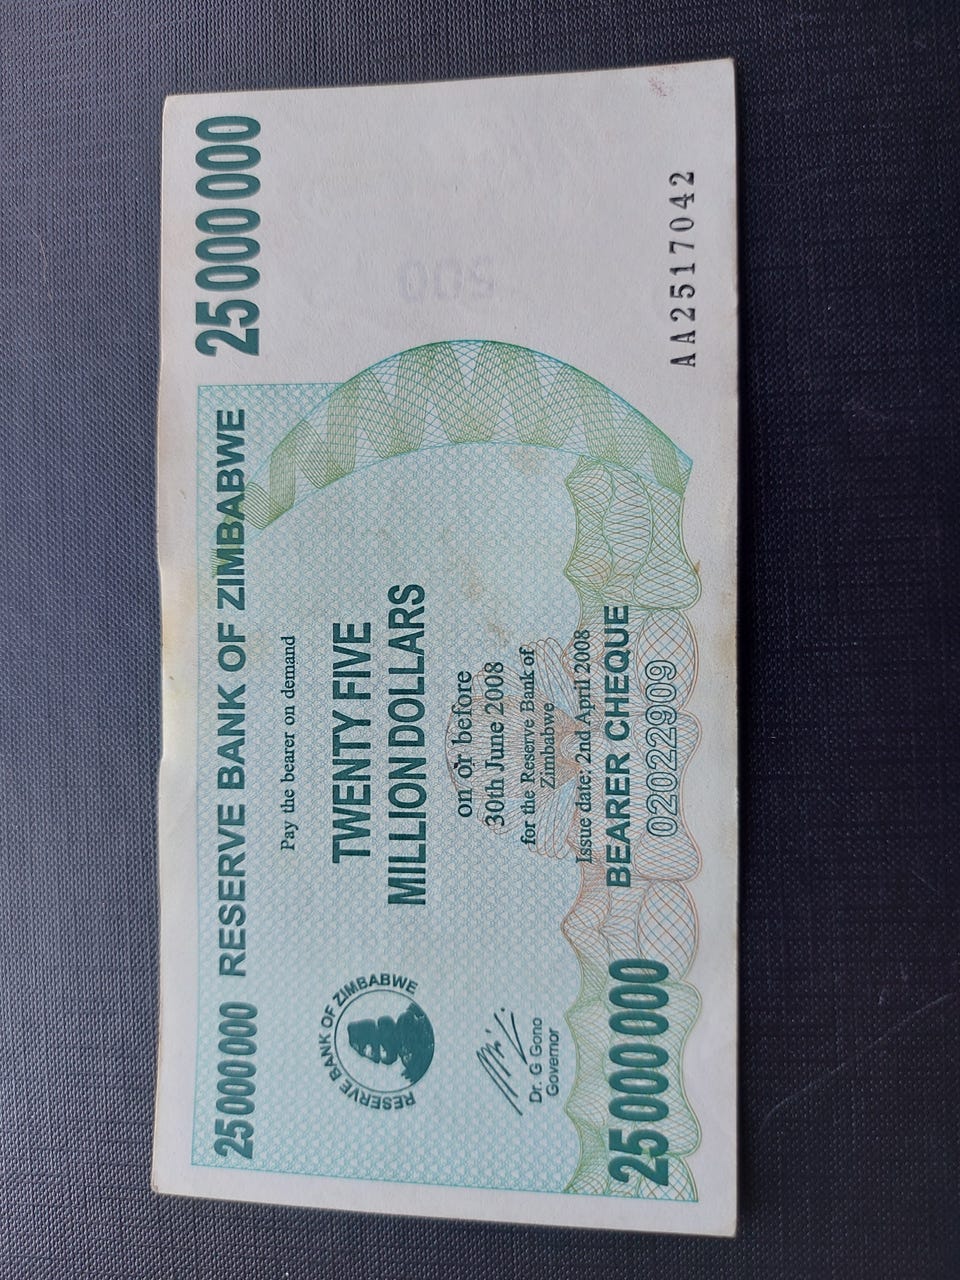 25000000 RESERVE BANK OF ZIMBABWE 25000000
Pay the bearer on demand
TWENTY FIVE
MILLION DOLLARS
RESERVE BANK OF ZIMBABWE
on or before
30th June 2008
for the Reserve Bank of
Zimbabwe
Dr. G Gono
Governor
Issue date: 2nd April 2008
BEARER CHEQUE
25000000
0202022909
500
AA2517042